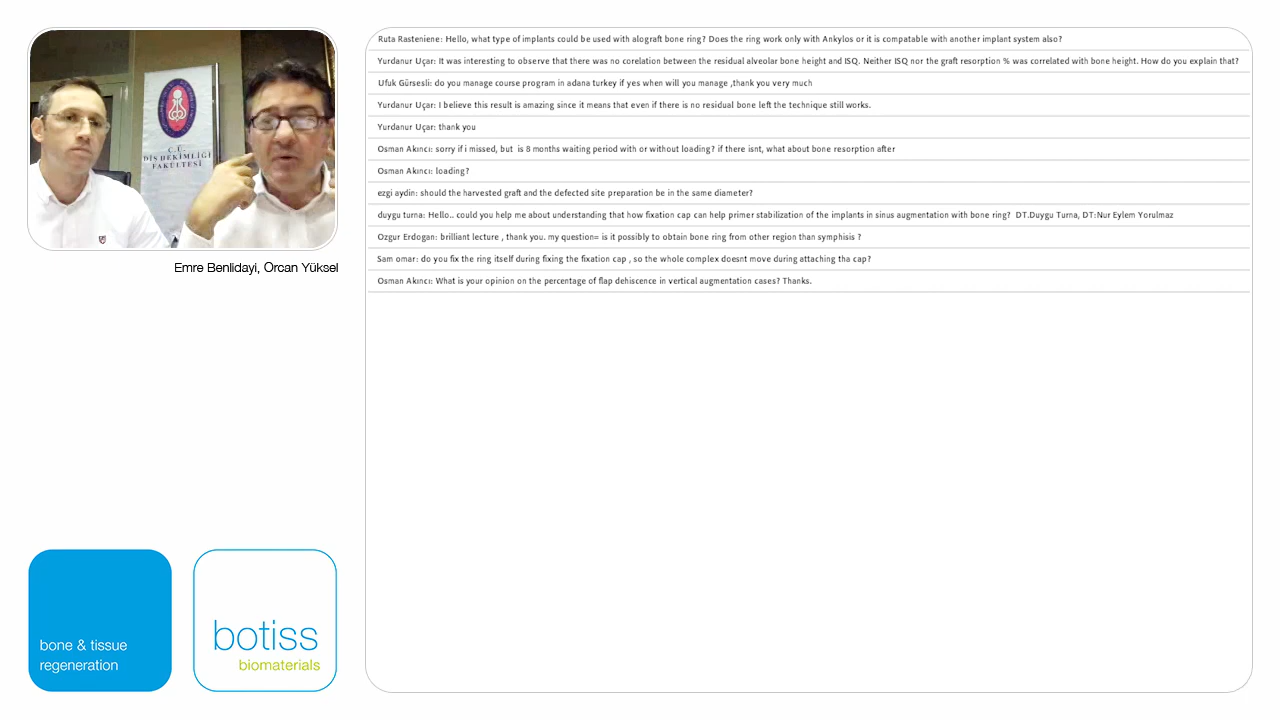 Ruta Rasteniene: Hello, what type of implants could be used with alograft bone ring? Does the ring work only with Ankylos or it is compatable with another implant system also?
Yurdanur Uçar: It was interesting to observe that there was no corelation between the residual alveolar bone height and ISQ. Neither ISQ nor the graft resorption % was correlated with bone height. How do you explain that?
Ufuk Gürsesli: do you manage course program in adana turkey if yes when will you manage ,thank you very much
Yurdanur Uçar: I believe this result is amazing since it means that even if there is no residual bone left the technique still works.
Yurdanur Uçar: thank you
Osman Akıncı: sorry if i missed, but  is 8 months waiting period with or without loading? if there isnt, what about bone resorption after
Osman Akıncı: loading?
ezgi aydin: should the harvested graft and the defected site preparation be in the same diameter?
duygu turna: Hello.. could you help me about understanding that how fixation cap can help primer stabilization of the implants in sinus augmentation with bone ring?  DT.Duygu Turna, DT:Nur Eylem Yorulmaz
Ozgur Erdogan: brilliant lecture , thank you. my question= is it possibly to obtain bone ring from other region than symphisis ?
Sam omar: do you fix the ring itself during fixing the fixation cap , so the whole complex doesnt move during attaching tha cap?
Osman Akıncı: What is your opinion on the percentage of flap dehiscence in vertical augmentation cases? Thanks.
Ç.Ü.
DİŞ HEKİMLİĞİ
FAKÜLTESİ
Emre Benlidayi, Orcan Yüksel
bone & tissue
regeneration
botiss
biomaterials